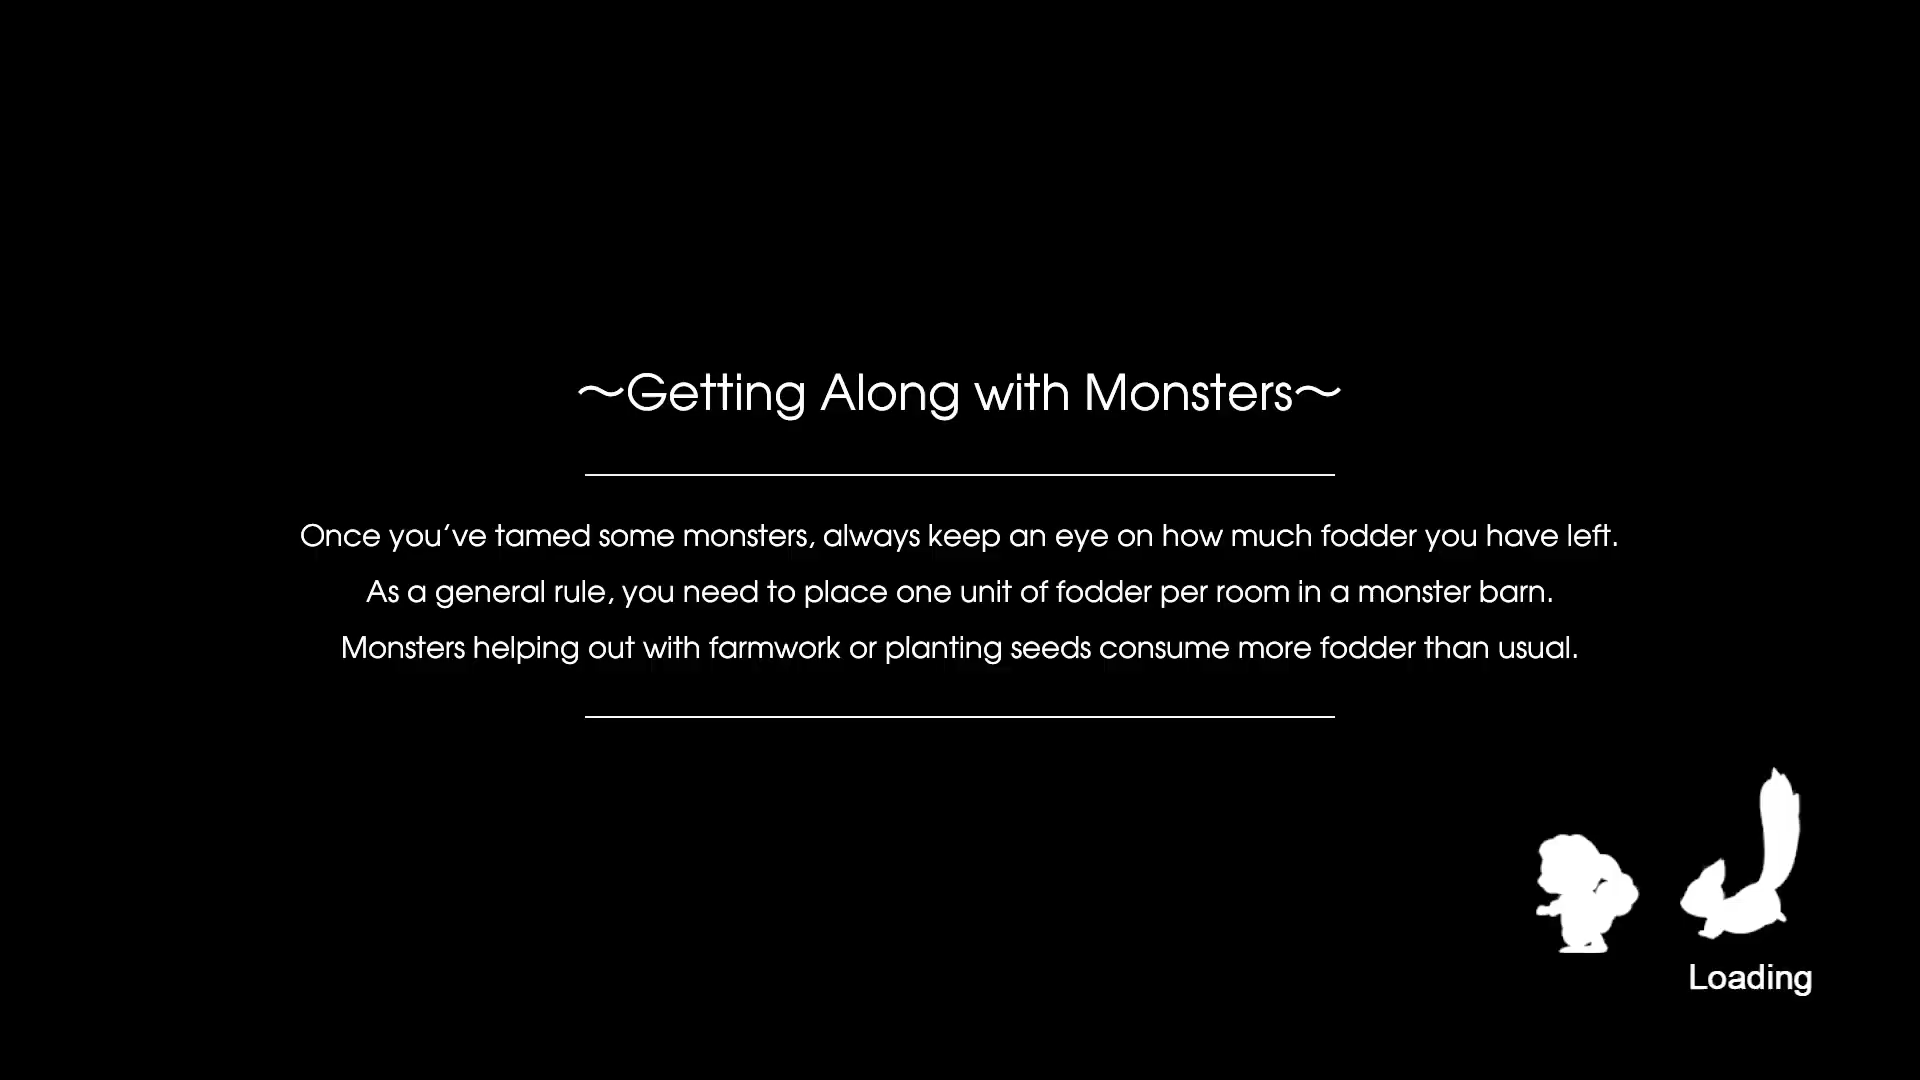 ～Getting Along with Monsters～
Once you've tamed some monsters, always keep an eye on how much fodder you have left.
As a general rule, you need to place one unit of fodder per room in a monster barn.
Monsters helping out with farmwork or planting seeds consume more fodder than usual.
Loading